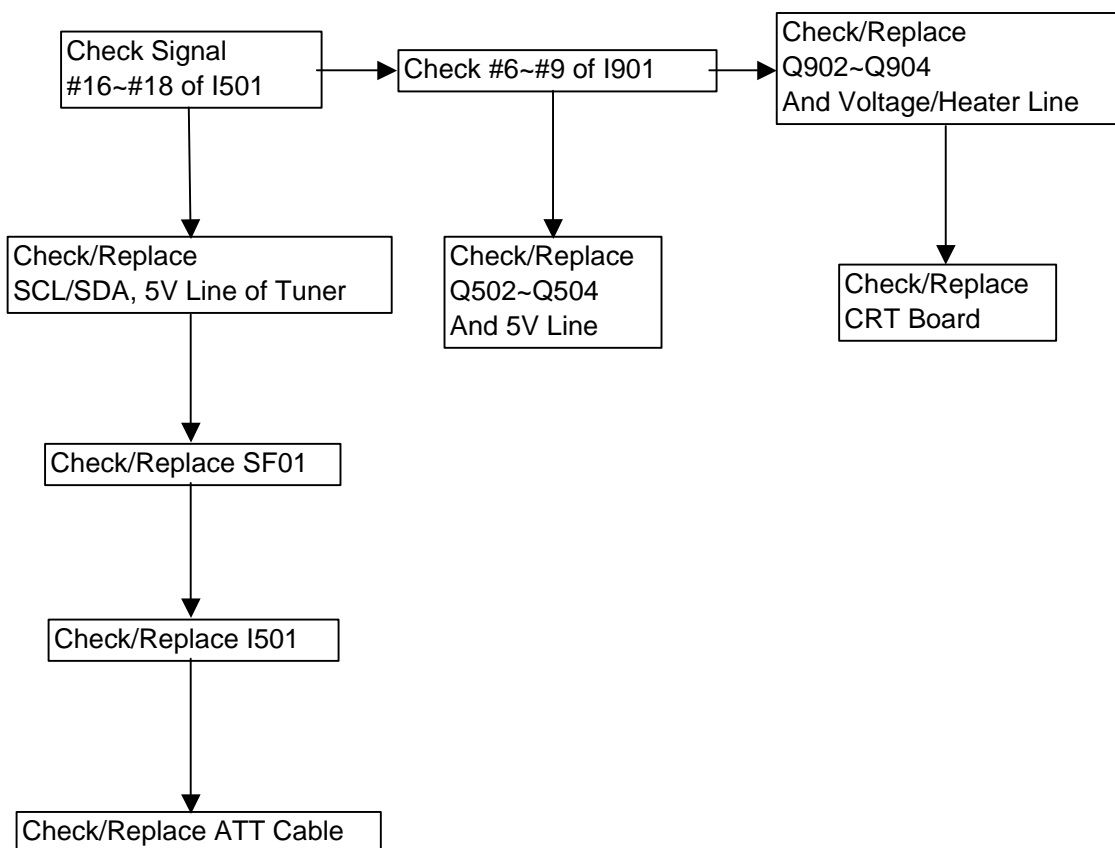 Check Signal
#16~#18 of I501
Check #6~#9 of I901
Check/Replace
Q902~Q904
And Voltage/Heater Line
Check/Replace
SCL/SDA, 5V Line of Tuner
Check/Replace
Q502~Q504
And 5V Line
Check/Replace
CRT Board
Check/Replace SF01
Check/Replace I501
Check/Replace ATT Cable